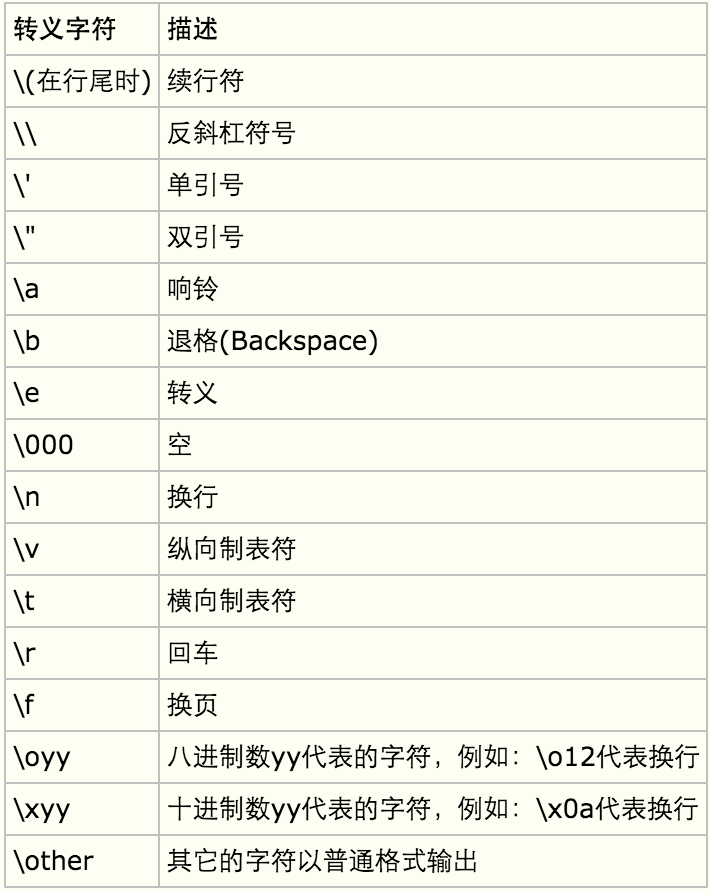 转义字符 描述
\(在行尾时) 续行符
\\ 反斜杠符号
\' 单引号
\" 双引号
\a 响铃
\b 退格(Backspace)
\e 转义
\000 空
\n 换行
\v 纵向制表符
\t 横向制表符
\r 回车
\f 换页
\oyy 八进制数yy代表的字符，例如：\o12代表换行
\xyy 十进制数yy代表的字符，例如：\x0a代表换行
\other 其它的字符以普通格式输出